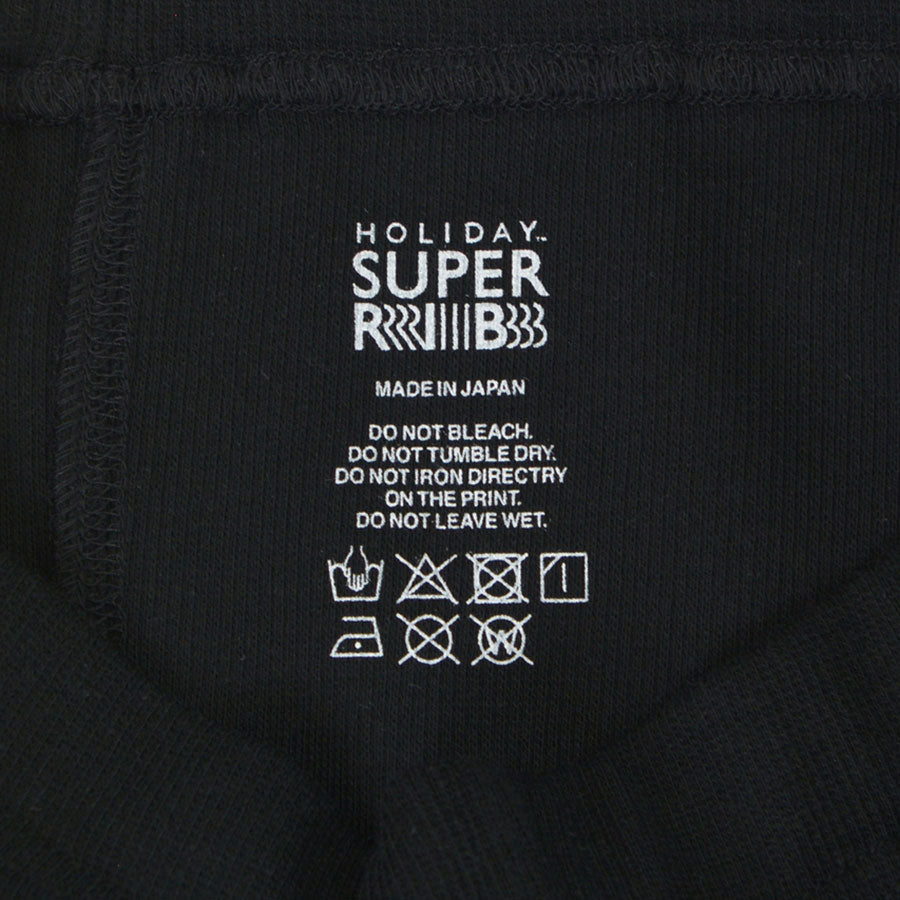 HOLIDAY™
SUPER
RIB
MADE IN JAPAN
DO NOT BLEACH.
DO NOT TUMBLE DRY.
DO NOT IRON DIRECTRY
ON THE PRINT.
DO NOT LEAVE WET.
W